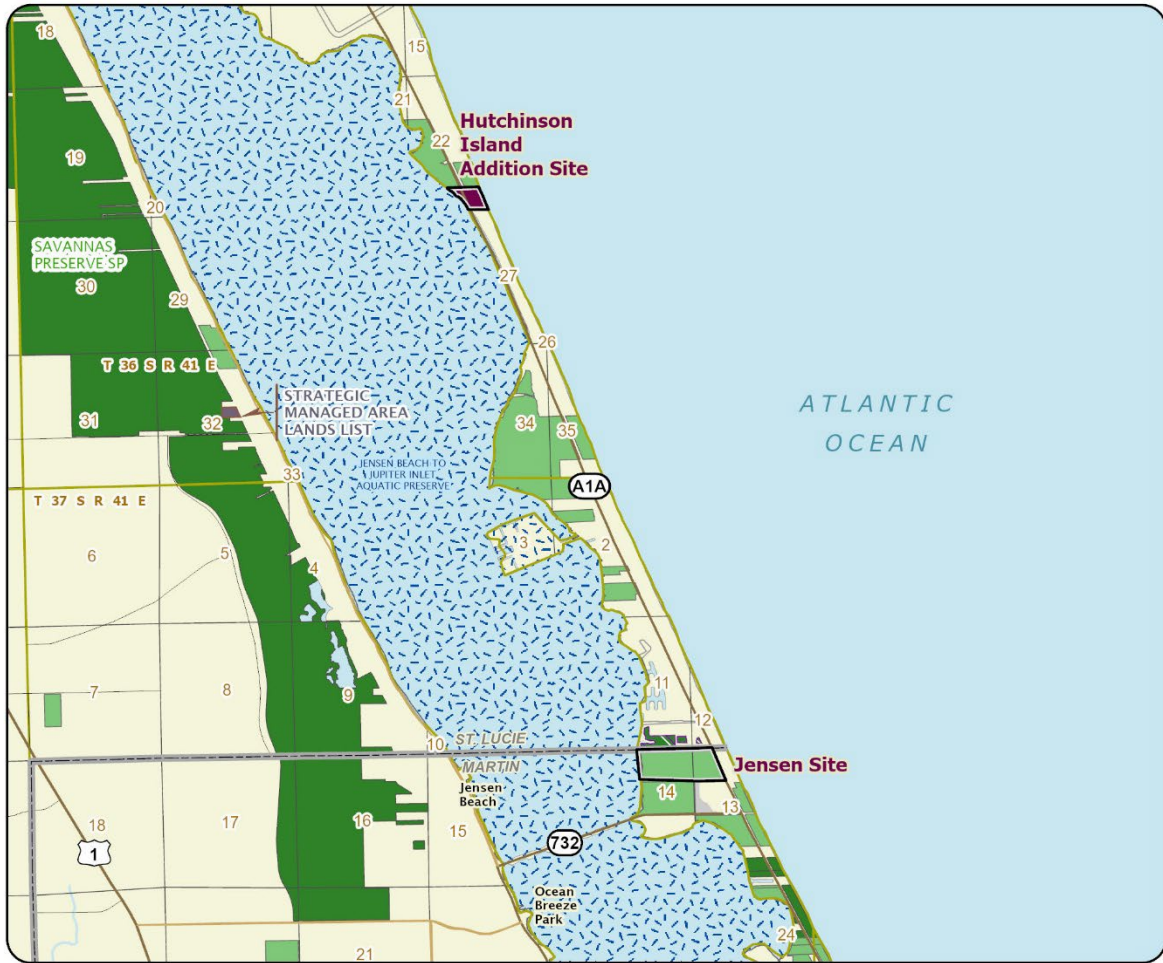 18
15
21
Hutchinson
Island
Addition Site
22
19
20
SAVANNAS
PRESERVE SP
30
29
27
26
T 36 S R 41 E
STRATEGIC
MANAGED AREA
LANDS LIST
31
32
34
35
ATLANTIC
OCEAN
JENSEN BEACH TO
JUPITER INLET
AQUATIC PRESERVE
33
A1A
T 37 S R 41 E
6
5
4
3
2
7
8
9
11
12
10
ST. LUCIE
MARTIN
Jensen Site
Jensen
Beach
14
13
18
17
16
15
1
732
Ocean
Breeze
Park
21
24